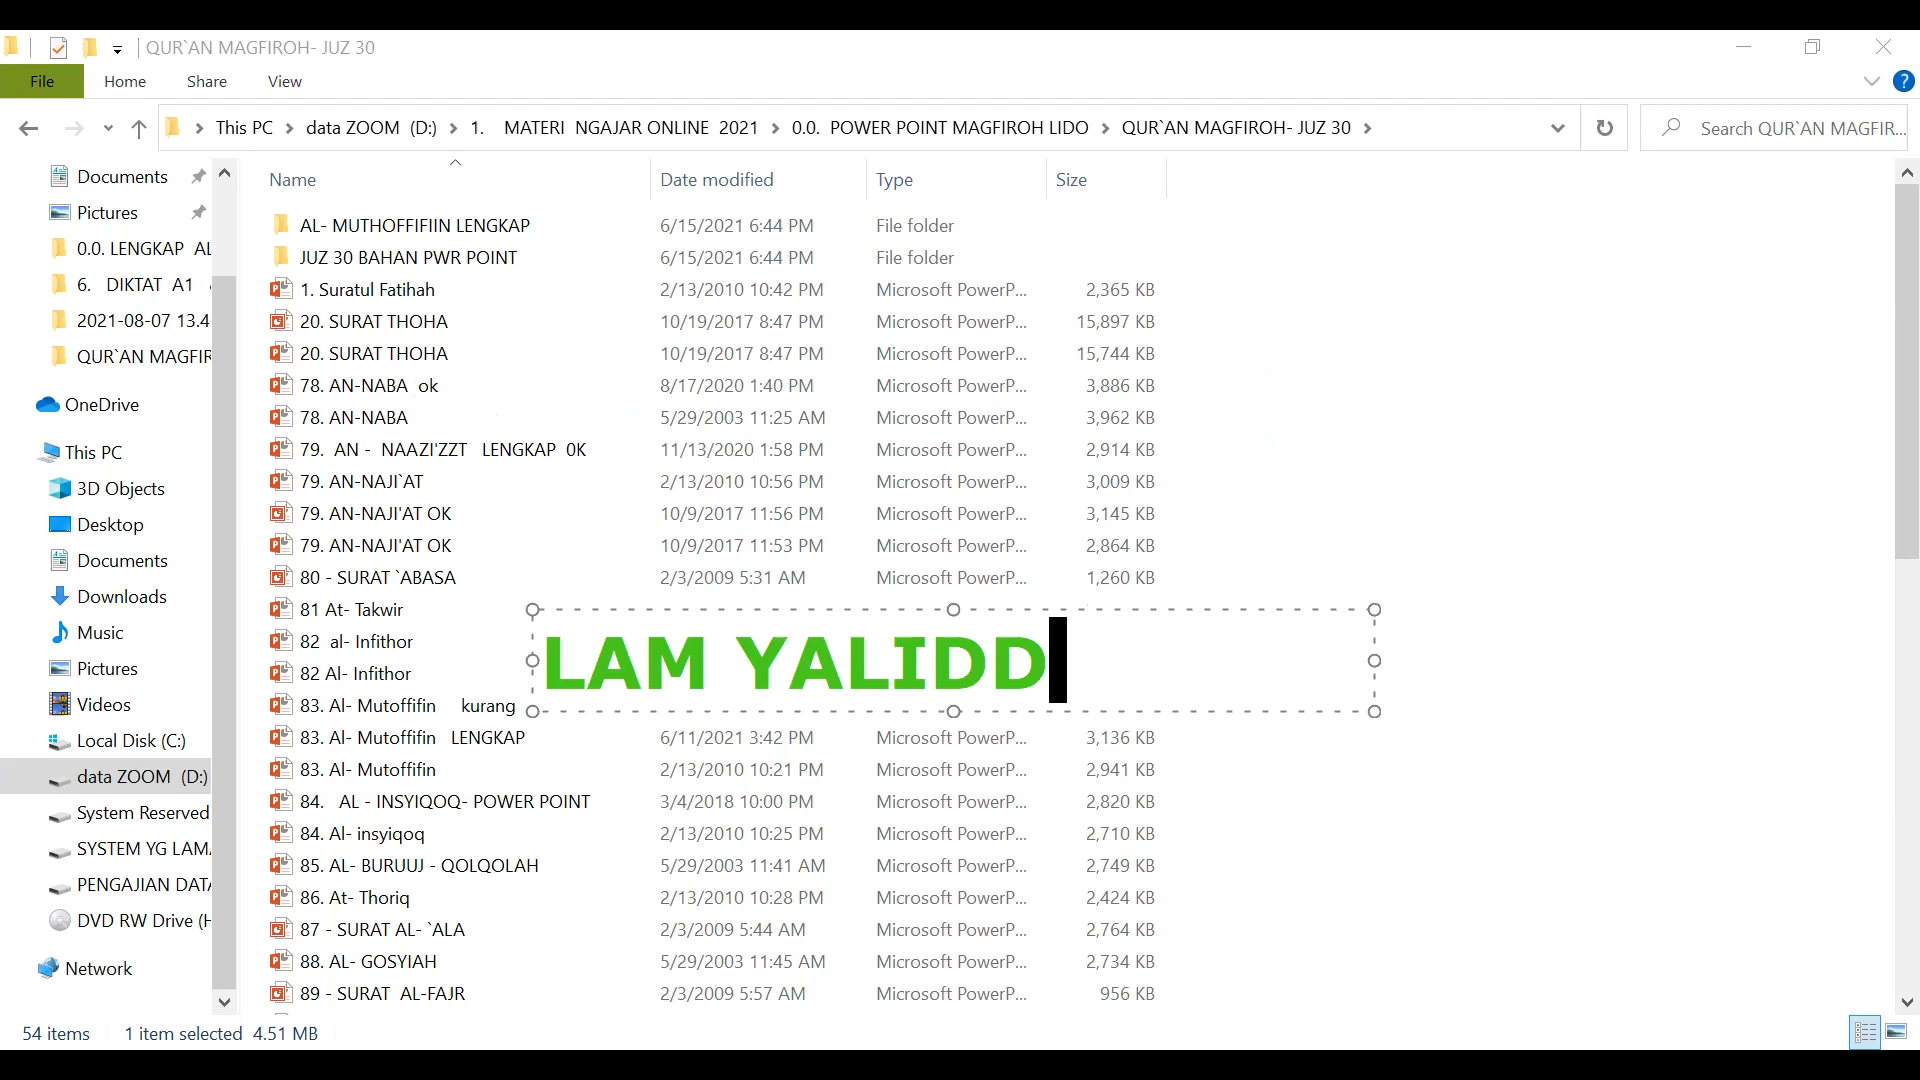 QUR`AN MAGFIROH- JUZ 30
File Home Share View ?
This PC data ZOOM (D:) 1. MATERI NGAJAR ONLINE 2021 0.0. POWER POINT MAGFIROH LIDO QUR`AN MAGFIROH- JUZ 30 Search QUR`AN MAGFIR...
Documents
Pictures
0.0. LENGKAP AL
6. DIKTAT A1
2021-08-07 13.4
QUR`AN MAGFIR
OneDrive
This PC
3D Objects
Desktop
Documents
Downloads
Music
Pictures
Videos
Local Disk (C:)
data ZOOM (D:)
System Reserved
SYSTEM YG LAMA
PENGAJIAN DATA
DVD RW Drive (H
Network
Name Date modified Type Size
AL- MUTHOFFIFIIN LENGKAP 6/15/2021 6:44 PM File folder
JUZ 30 BAHAN PWR POINT 6/15/2021 6:44 PM File folder
1. Suratul Fatihah 2/13/2010 10:42 PM Microsoft PowerP... 2,365 KB
20. SURAT THOHA 10/19/2017 8:47 PM Microsoft PowerP... 15,897 KB
20. SURAT THOHA 10/19/2017 8:47 PM Microsoft PowerP... 15,744 KB
78. AN-NABA ok 8/17/2020 1:40 PM Microsoft PowerP... 3,886 KB
78. AN-NABA 5/29/2003 11:25 AM Microsoft PowerP... 3,962 KB
79. AN - NAAZI'ZZT LENGKAP 0K 11/13/2020 1:58 PM Microsoft PowerP... 2,914 KB
79. AN-NAJI`AT 2/13/2010 10:56 PM Microsoft PowerP... 3,009 KB
79. AN-NAJI'AT OK 10/9/2017 11:56 PM Microsoft PowerP... 3,145 KB
79. AN-NAJI'AT OK 10/9/2017 11:53 PM Microsoft PowerP... 2,864 KB
80 - SURAT `ABASA 2/3/2009 5:31 AM Microsoft PowerP... 1,260 KB
81 At- Takwir
82 al- Infithor
82 Al- Infithor
83. Al- Mutoffifin kurang
LAM YALIDD
83. Al- Mutoffifin LENGKAP 6/11/2021 3:42 PM Microsoft PowerP... 3,136 KB
83. Al- Mutoffifin 2/13/2010 10:21 PM Microsoft PowerP... 2,941 KB
84. AL - INSYIQOQ- POWER POINT 3/4/2018 10:00 PM Microsoft PowerP... 2,820 KB
84. Al- insyiqoq 2/13/2010 10:25 PM Microsoft PowerP... 2,710 KB
85. AL- BURUUJ - QOLQOLAH 5/29/2003 11:41 AM Microsoft PowerP... 2,749 KB
86. At- Thoriq 2/13/2010 10:28 PM Microsoft PowerP... 2,424 KB
87 - SURAT AL- `ALA 2/3/2009 5:44 AM Microsoft PowerP... 2,764 KB
88. AL- GOSYIAH 5/29/2003 11:45 AM Microsoft PowerP... 2,734 KB
89 - SURAT AL-FAJR 2/3/2009 5:57 AM Microsoft PowerP... 956 KB
54 items 1 item selected 4.51 MB